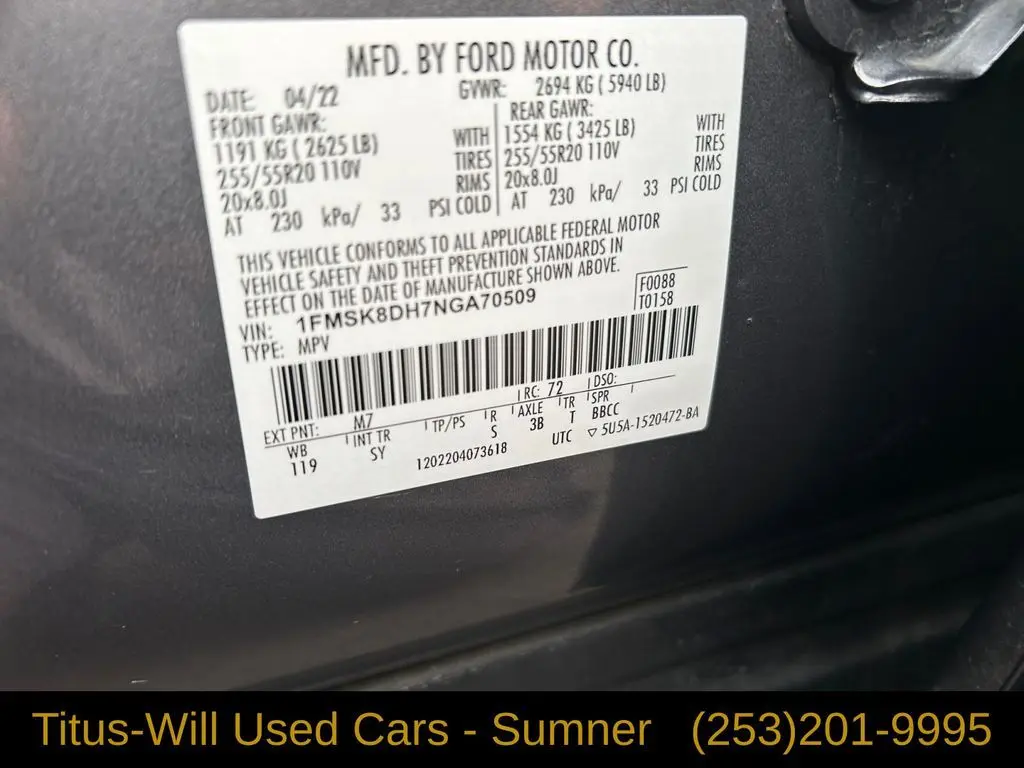 MFD. BY FORD MOTOR CO.
DATE: 04/22
GVWR: 2694 KG ( 5940 LB)
FRONT GAWR:
1191 KG ( 2625 LB) WITH
255/55R20 110V TIRES
20x8.0J RIMS
AT 230 kPa/ 33 PSI COLD
REAR GAWR:
1554 KG ( 3425 LB) WITH
255/55R20 110V TIRES
20x8.0J RIMS
AT 230 kPa/ 33 PSI COLD
THIS VEHICLE CONFORMS TO ALL APPLICABLE FEDERAL MOTOR
VEHICLE SAFETY AND THEFT PREVENTION STANDARDS IN
EFFECT ON THE DATE OF MANUFACTURE SHOWN ABOVE.
F0088
T0158
VIN: 1FMSK8DH7NGA70509
TYPE: MPV
EXT PNT: M7 RC: 72 DSO:
WB INT TR TP/PS R AXLE TR SPR
119 SY S 3B T BBCC
1202204073618 UTC ▽ 5U5A-1520472-BA
Titus-Will Used Cars - Sumner (253)201-9995